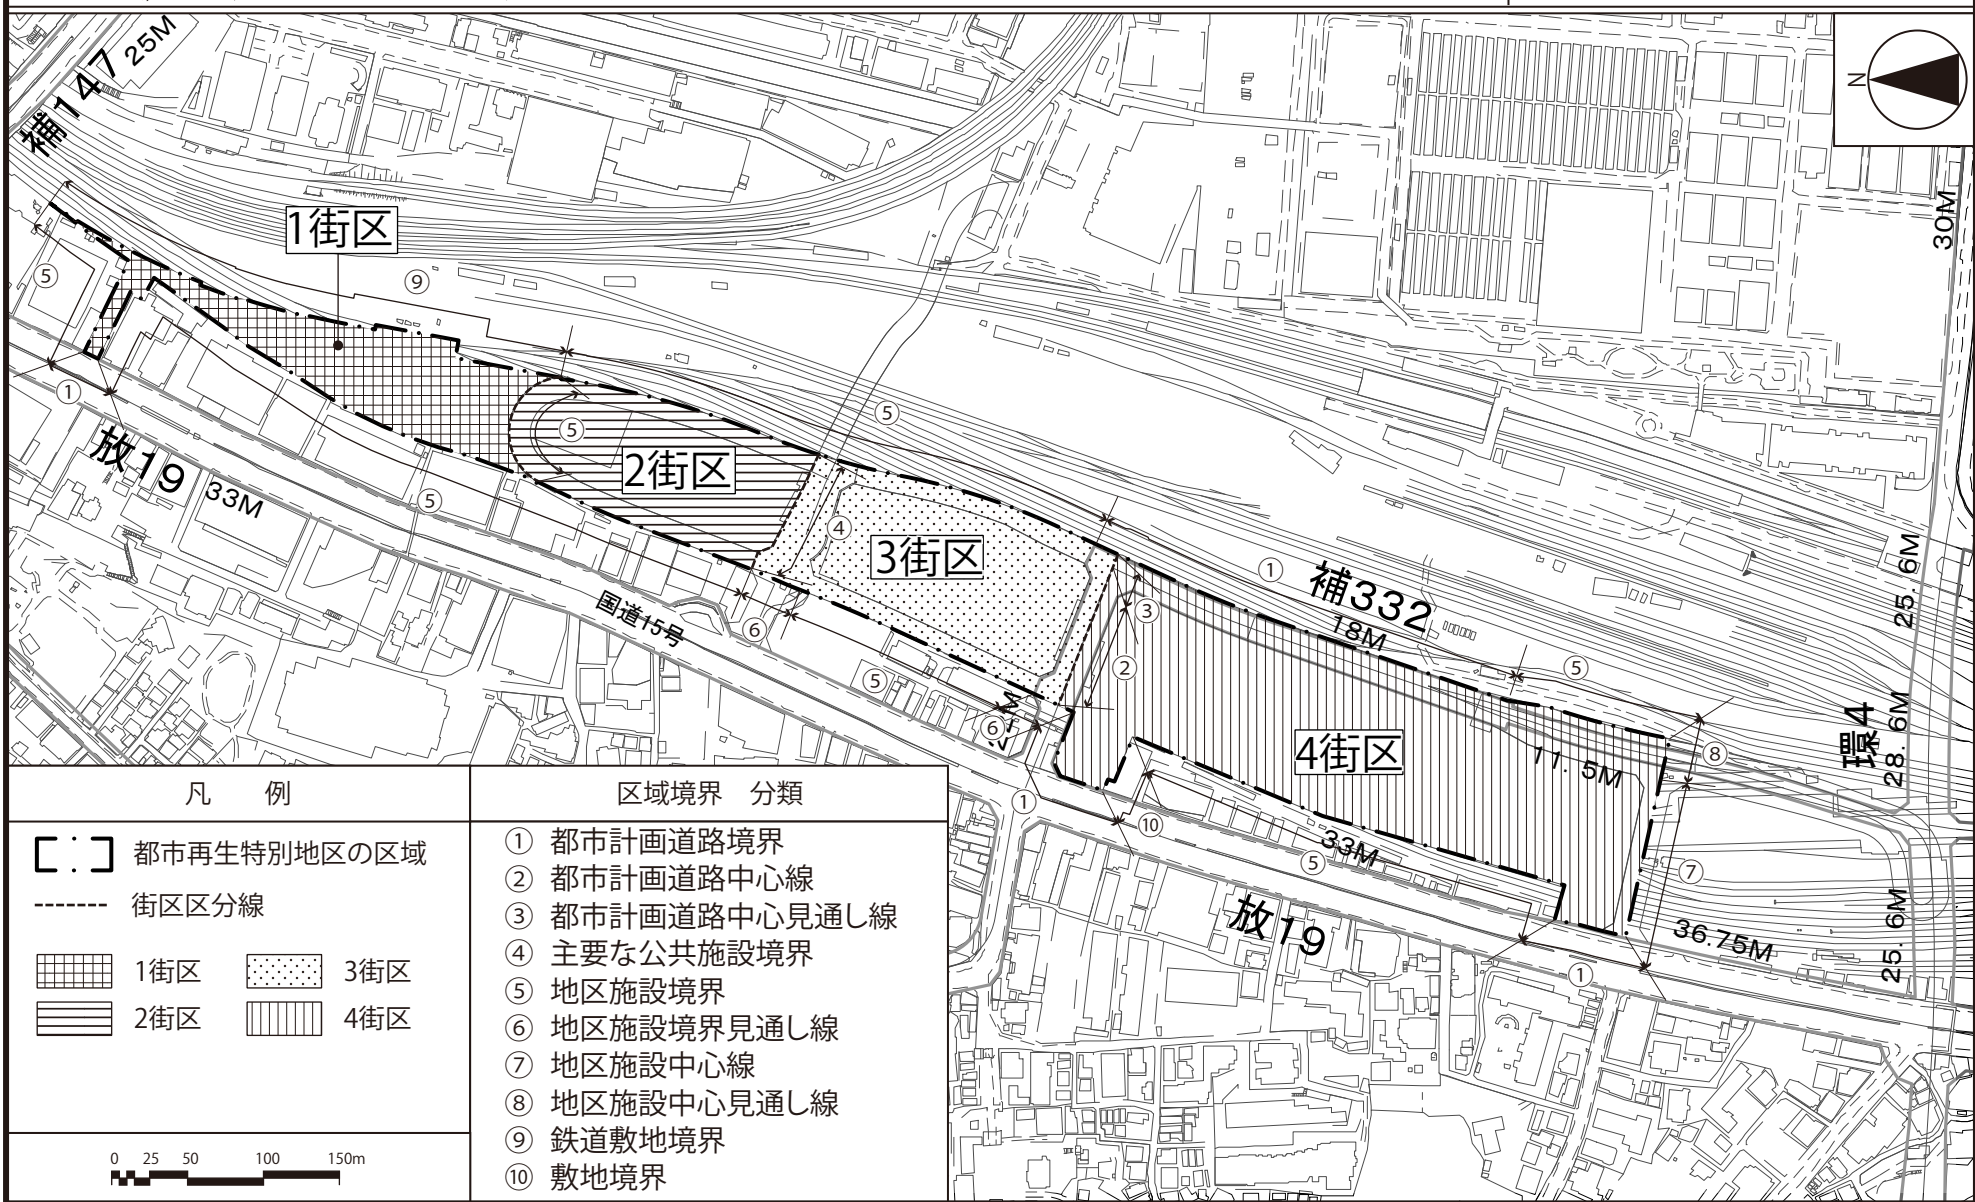 補147 25M
N
30M
1街区
⑤
⑨
①
放19 33M
⑤
⑤
2街区
⑤
④
3街区
①
補332
18M
25.6M
国道15号
⑥
③
②
⑤
⑤
⑥
4街区
11.5M
⑧
環4
28.6M
①
⑩
33M
⑤
⑦
放19
36.75M
25.6M
①
凡 例
都市再生特別地区の区域
街区区分線
1街区
3街区
2街区
4街区
0 25 50 100 150m
区域境界 分類
① 都市計画道路境界
② 都市計画道路中心線
③ 都市計画道路中心見通し線
④ 主要な公共施設境界
⑤ 地区施設境界
⑥ 地区施設境界見通し線
⑦ 地区施設中心線
⑧ 地区施設中心見通し線
⑨ 鉄道敷地境界
⑩ 敷地境界